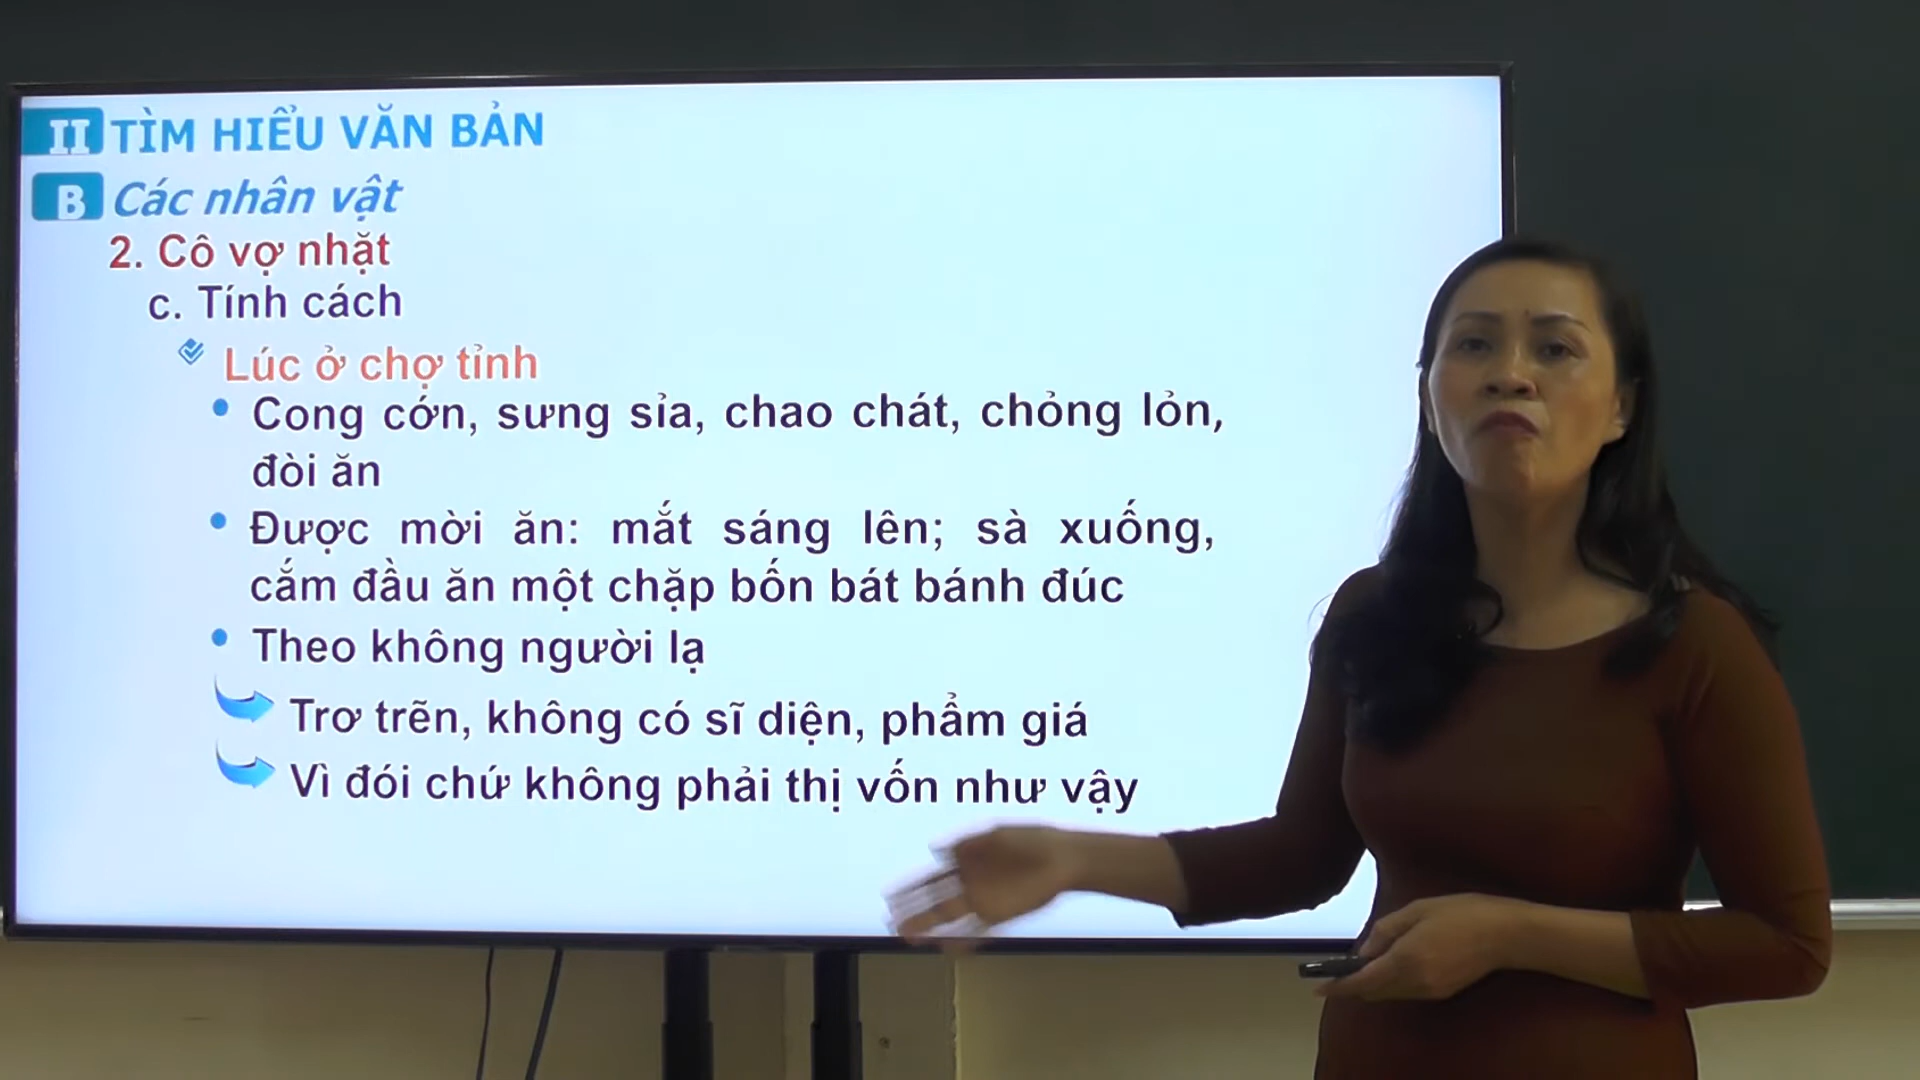 II TÌM HIỂU VĂN BẢN
B Các nhân vật
2. Cô vợ nhặt
c. Tính cách
Lúc ở chợ tỉnh
• Cong cớn, sưng sỉa, chao chát, chỏng lỏn,
đòi ăn
• Được mời ăn: mắt sáng lên; sà xuống,
cắm đầu ăn một chặp bốn bát bánh đúc
• Theo không người lạ
Trơ trẽn, không có sĩ diện, phẩm giá
Vì đói chứ không phải thị vốn như vậy